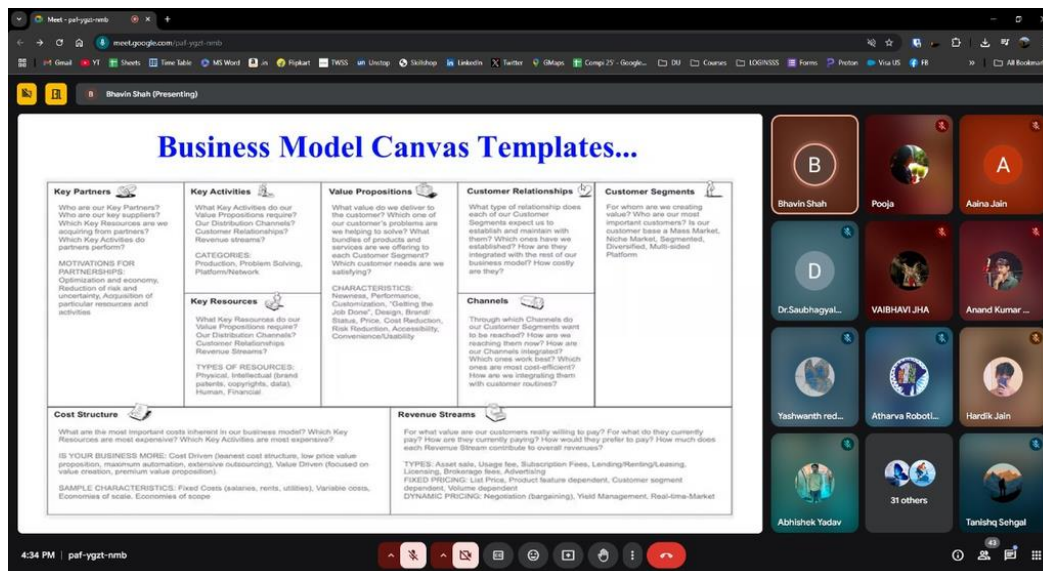 Meet - paf-ygzt-nmb
meet.google.com/paf-ygzt-nmb
Gmail YT Sheets Time Table MS Word .in Flipkart TWSS un Unstop Skillshop LinkedIn Twitter GMaps Compi 25' - Google... DU Courses LOGINSSS Forms Proton Visa US FB » All Bookmar
B Bhavin Shah (Presenting)
Business Model Canvas Templates...
Key Partners
Who are our Key Partners?
Who are our key suppliers?
Which Key Resources are we
acquiring from partners?
Which Key Activities do
partners perform?
MOTIVATIONS FOR
PARTNERSHIPS:
Optimization and economy,
Reduction of risk and
uncertainty, Acquisition of
particular resources and
activities
Key Activities
What Key Activities do our
Value Propositions require?
Our Distribution Channels?
Customer Relationships?
Revenue streams?
CATEGORIES:
Production, Problem Solving,
Platform/Network
Key Resources
What Key Resources do our
Value Propositions require?
Our Distribution Channels?
Customer Relationships
Revenue Streams?
TYPES OF RESOURCES:
Physical, Intellectual (brand
patents, copyrights, data),
Human, Financial
Value Propositions
What value do we deliver to
the customer? Which one of
our customer's problems are
we helping to solve? What
bundles of products and
services are we offering to
each Customer Segment?
Which customer needs are we
satisfying?
CHARACTERISTICS:
Newness, Performance,
Customization, "Getting the
Job Done", Design, Brand/
Status, Price, Cost Reduction,
Risk Reduction, Accessibility,
Convenience/Usability
Customer Relationships
What type of relationship does
each of our Customer
Segments expect us to
establish and maintain with
them? Which ones have we
established? How are they
integrated with the rest of our
business model? How costly
are they?
Channels
Through which Channels do
our Customer Segments want
to be reached? How are we
reaching them now? How are
our Channels integrated?
Which ones work best? Which
ones are most cost-efficient?
How are we integrating them
with customer routines?
Customer Segments
For whom are we creating
value? Who are our most
important customers? Is our
customer base a Mass Market,
Niche Market, Segmented,
Diversified, Multi-sided
Platform
Cost Structure
What are the most important costs inherent in our business model? Which Key
Resources are most expensive? Which Key Activities are most expensive?
IS YOUR BUSINESS MORE: Cost Driven (leanest cost structure, low price value
proposition, maximum automation, extensive outsourcing), Value Driven (focused on
value creation, premium value proposition).
SAMPLE CHARACTERISTICS: Fixed Costs (salaries, rents, utilities), Variable costs,
Economies of scale, Economies of scope
Revenue Streams
For what value are our customers really willing to pay? For what do they currently
pay? How are they currently paying? How would they prefer to pay? How much does
each Revenue Stream contribute to overall revenues?
TYPES: Asset sale, Usage fee, Subscription Fees, Lending/Renting/Leasing,
Licensing, Brokerage fees, Advertising
FIXED PRICING: List Price, Product feature dependent, Customer segment
dependent, Volume dependent
DYNAMIC PRICING: Negotiation (bargaining), Yield Management, Real-time-Market
B
Bhavin Shah
Pooja
A
Aaina Jain
D
Dr.Saubhagyal...
VAIBHAVI JHA
Anand Kumar ...
Yashwanth red...
Atharva Roboti...
Hardik Jain
Abhishek Yadav
31 others
Tanishq Sehgal
4:34 PM | paf-ygzt-nmb
43